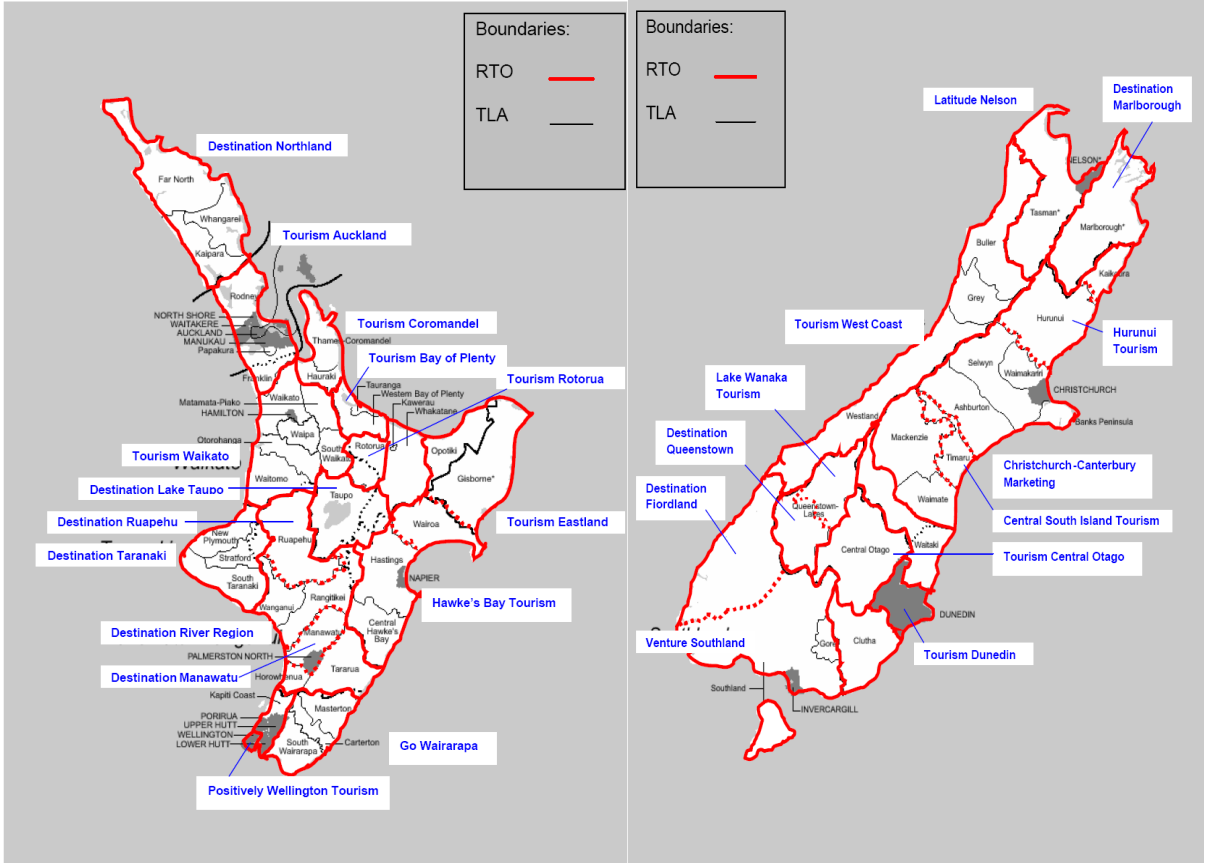 Boundaries:
RTO
TLA
Boundaries:
RTO
TLA
Destination Northland
Far North
Whangarei
Kaipara
Tourism Auckland
Rodney
NORTH SHORE
WAITAKERE
AUCKLAND
MANUKAU
Papakura
Franklin
Thames-Coromandel
Hauraki
Tourism Coromandel
Tourism Bay of Plenty
Tauranga
Western Bay of Plenty
Kawerau
Whakatane
Tourism Rotorua
Matamata-Piako
HAMILTON
Waikato
Waipa
Otorohanga
South
Waikato
Rotorua
Opotiki
Gisborne*
Tourism Waikato
Waitomo
Destination Lake Taupo
Taupo
Wairoa
Tourism Eastland
Destination Ruapehu
Ruapehu
Destination Taranaki
New
Plymouth
Stratford
South
Taranaki
Hastings
NAPIER
Hawke's Bay Tourism
Wanganui
Rangitikei
Central
Hawke's
Bay
Destination River Region
Manawatu
PALMERSTON NORTH
Destination Manawatu
Horowhenua
Tararua
Kapiti Coast
Masterton
PORIRUA
UPPER HUTT
WELLINGTON
LOWER HUTT
South
Wairarapa
Carterton
Go Wairarapa
Positively Wellington Tourism
Latitude Nelson
Destination
Marlborough
NELSON*
Tasman*
Marlborough*
Buller
Kaikoura
Grey
Hurunui
Tourism West Coast
Hurunui
Tourism
Selwyn
Waimakariri
CHRISTCHURCH
Lake Wanaka
Tourism
Ashburton
Banks Peninsula
Westland
Destination
Queenstown
Mackenzie
Timaru
Christchurch-Canterbury
Marketing
Destination
Fiordland
Waimate
Central South Island Tourism
Queenstown-
Lakes
Waitaki
Central Otago
Tourism Central Otago
DUNEDIN
Venture Southland
Gore
Clutha
Tourism Dunedin
Southland
INVERCARGILL